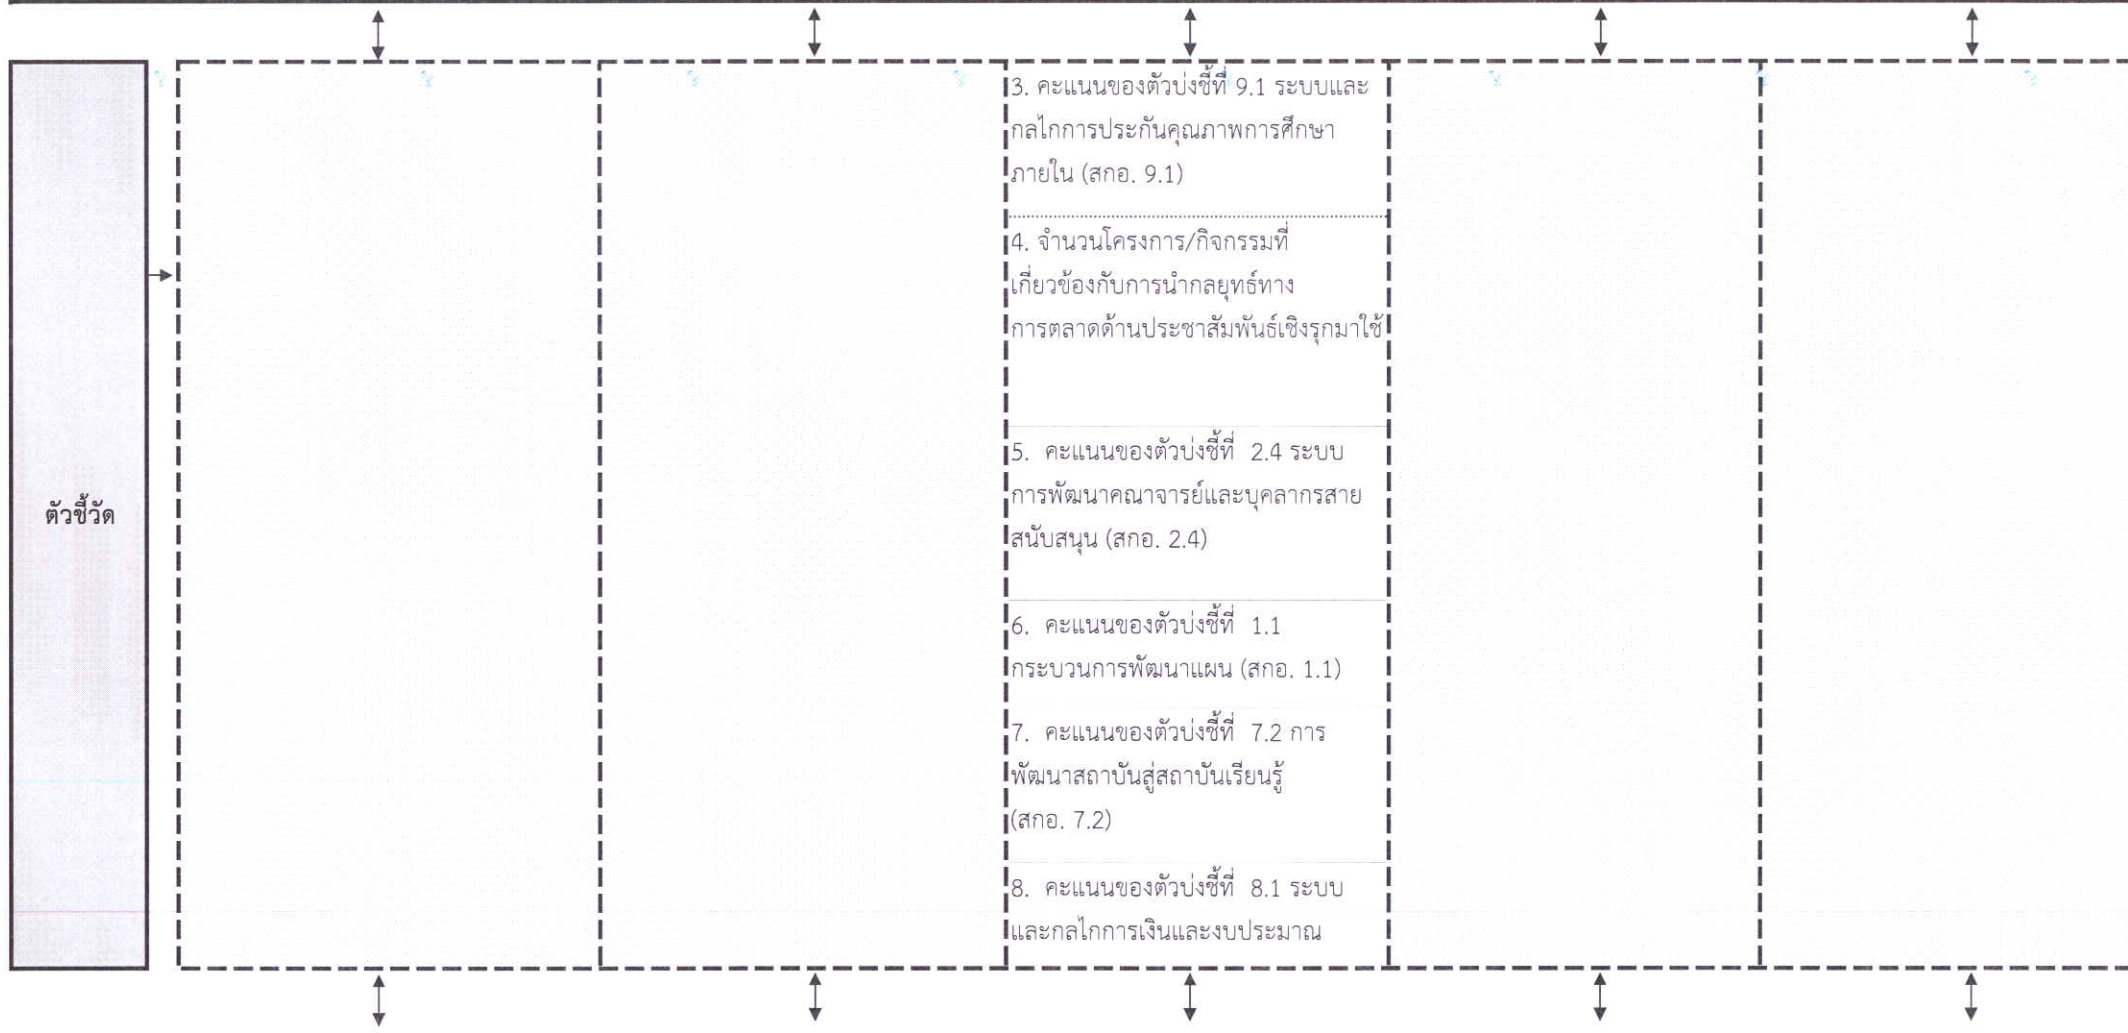 ตัวชี้วัด
3. คะแนนของตัวบ่งชี้ที่ 9.1 ระบบและ
กลไกการประกันคุณภาพการศึกษา
ภายใน (สกอ. 9.1)
4. จำนวนโครงการ/กิจกรรมที่
เกี่ยวข้องกับการนำกลยุทธ์ทาง
การตลาดด้านประชาสัมพันธ์เชิงรุกมาใช้
5. คะแนนของตัวบ่งชี้ที่ 2.4 ระบบ
การพัฒนาคณาจารย์และบุคลากรสาย
สนับสนุน (สกอ. 2.4)
6. คะแนนของตัวบ่งชี้ที่ 1.1
กระบวนการพัฒนาแผน (สกอ. 1.1)
7. คะแนนของตัวบ่งชี้ที่ 7.2 การ
พัฒนาสถาบันสู่สถาบันเรียนรู้
(สกอ. 7.2)
8. คะแนนของตัวบ่งชี้ที่ 8.1 ระบบ
และกลไกการเงินและงบประมาณ